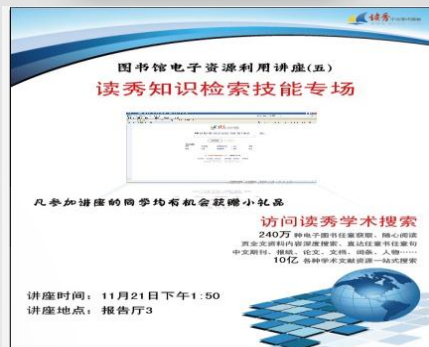 读秀
图书馆电子资源利用讲座(五)
读秀知识检索技能专场
凡参加讲座的同学均有机会获赠小礼品
访问读秀学术搜索
240万 种电子图书任意获取、随心阅读
页全文资料内容深度搜索、直达任意书任意句
中文期刊、报纸、论文、文档、词条、人物……
10亿 各种学术文献资源一站式搜索
讲座时间：11月21日下午1:50
讲座地点：报告厅3